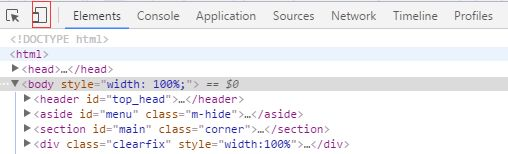 Elements Console Sources Network Timeline Profiles
<!DOCTYPE html>
<html>
▶<head>…</head>
▼<body style="width: 100%;"> == $0
▶<header id="top_head">…</header>
▶<aside id="menu" class="m-hide">…</aside>
▶<section id="main" class="corner">…</section>
▶<div class="clearfix" style="width:100%">…</div>